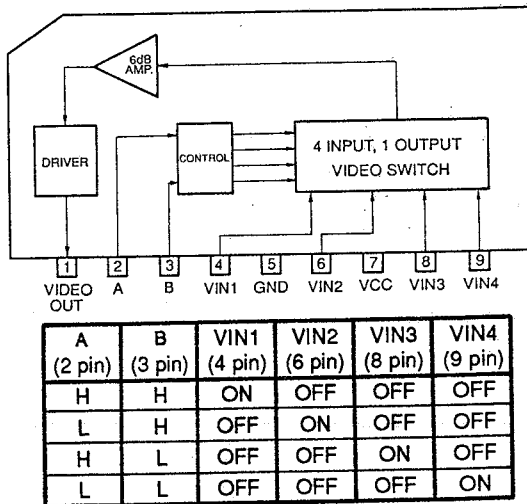 6dB
AMP.
DRIVER
CONTROL
4 INPUT, 1 OUTPUT
VIDEO SWITCH
1 2 3 4 5 6 7 8 9
VIDEO OUT A B VIN1 GND VIN2 VCC VIN3 VIN4
A B VIN1 VIN2 VIN3 VIN4
(2 pin) (3 pin) (4 pin) (6 pin) (8 pin) (9 pin)
H H ON OFF OFF OFF
L H OFF ON OFF OFF
H L OFF OFF ON OFF
L L OFF OFF OFF ON